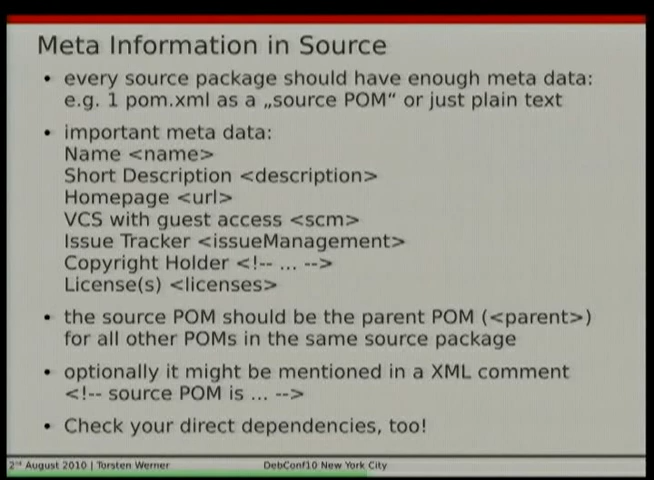 Meta Information in Source
• every source package should have enough meta data:
e.g. 1 pom.xml as a „source POM“ or just plain text
• important meta data:
Name <name>
Short Description <description>
Homepage <url>
VCS with guest access <scm>
Issue Tracker <issueManagement>
Copyright Holder <!-- ... -->
License(s) <licenses>
• the source POM should be the parent POM (<parent>)
for all other POMs in the same source package
• optionally it might be mentioned in a XML comment
<!-- source POM is ... -->
• Check your direct dependencies, too!
2nd August 2010 | Torsten Werner DebConf10 New York City